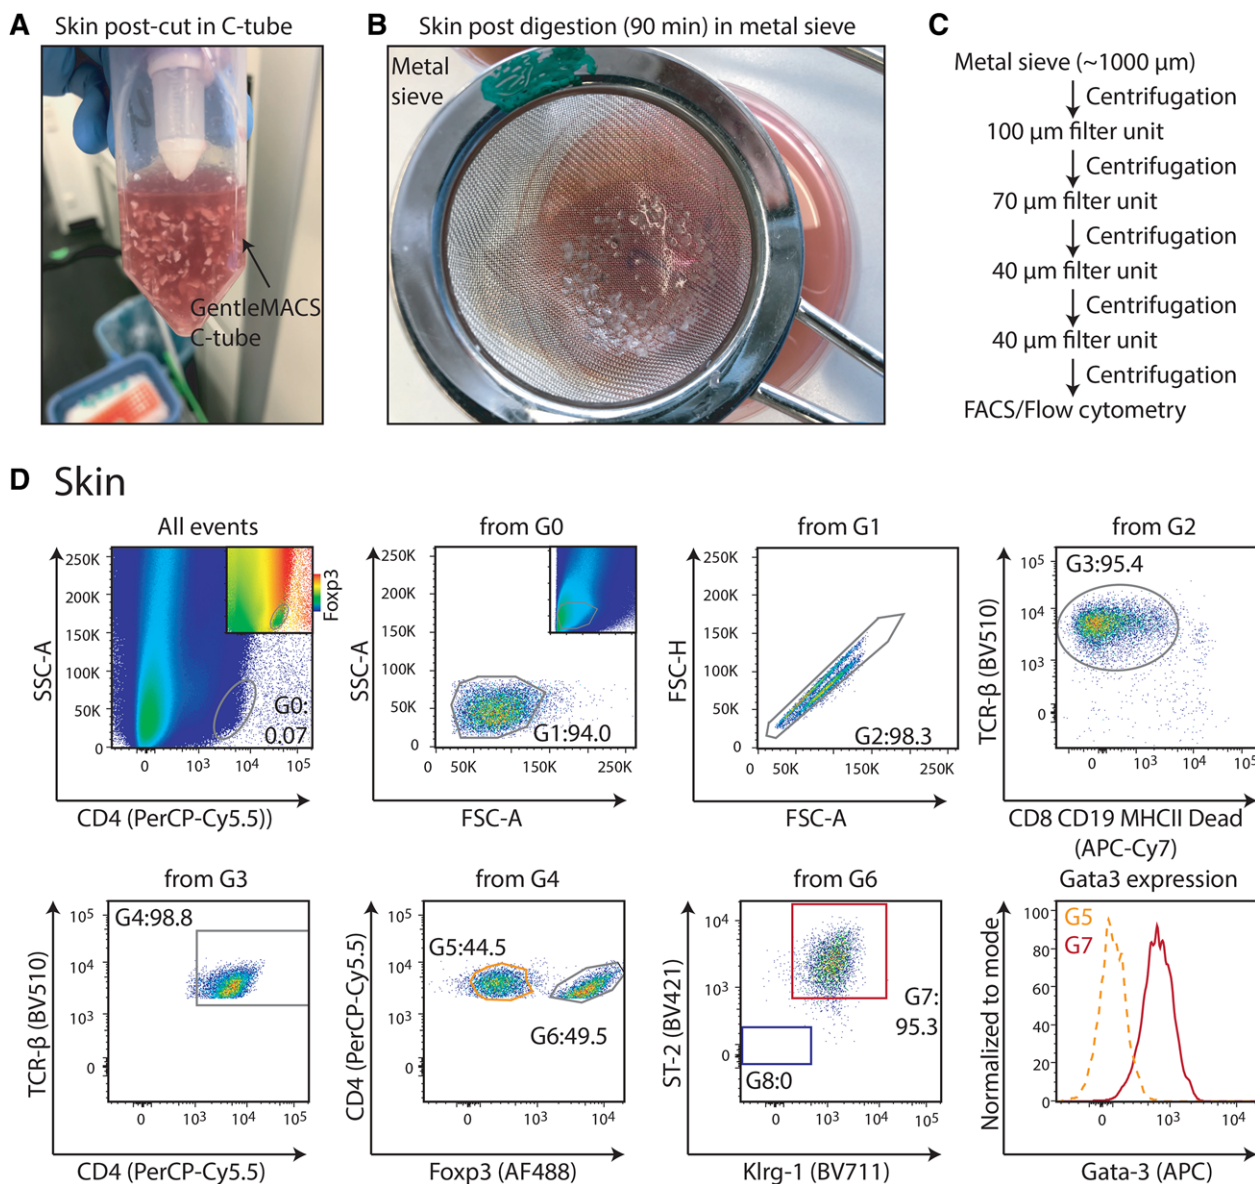 A Skin post-cut in C-tube
GentleMACS
C-tube
B Skin post digestion (90 min) in metal sieve
Metal
sieve
C
Metal sieve (~1000 µm)
Centrifugation
100 µm filter unit
Centrifugation
70 µm filter unit
Centrifugation
40 µm filter unit
Centrifugation
40 µm filter unit
Centrifugation
FACS/Flow cytometry
D Skin
All events
SSC-A
250K
200K
150K
100K
50K
0
Foxp3
G0:
0.07
0 10³ 10⁴ 10⁵
CD4 (PerCP-Cy5.5))
from G0
SSC-A
250K
200K
150K
100K
50K
0
G1:94.0
0 50K 150K 250K
FSC-A
from G1
FSC-H
250K
200K
150K
100K
50K
0
G2:98.3
0 50K 150K 250K
FSC-A
from G2
TCR-β (BV510)
10⁵
10⁴
10³
0
G3:95.4
0 10³ 10⁴ 10⁵
CD8 CD19 MHCII Dead
(APC-Cy7)
from G3
TCR-β (BV510)
10⁵
10⁴
10³
0
G4:98.8
0 10³ 10⁴ 10⁵
CD4 (PerCP-Cy5.5)
from G4
CD4 (PerCP-Cy5.5)
10⁵
10⁴
10³
0
G5:44.5
G6:49.5
0 10³ 10⁴
Foxp3 (AF488)
from G6
ST-2 (BV421)
10⁴
10³
0
G7:
95.3
G8:0
0 10³ 10⁴ 10⁵
Klrg-1 (BV711)
Gata3 expression
Normalized to mode
100
80
60
40
20
0
G5
G7
0 10³ 10⁴
Gata-3 (APC)